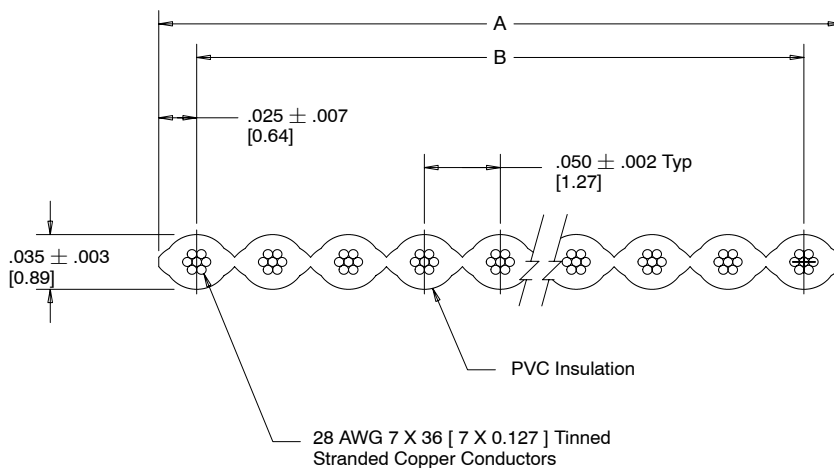 A
B
.025 ± .007
[0.64]
.050 ± .002 Typ
[1.27]
.035 ± .003
[0.89]
PVC Insulation
28 AWG 7 X 36 [ 7 X 0.127 ] Tinned
Stranded Copper Conductors